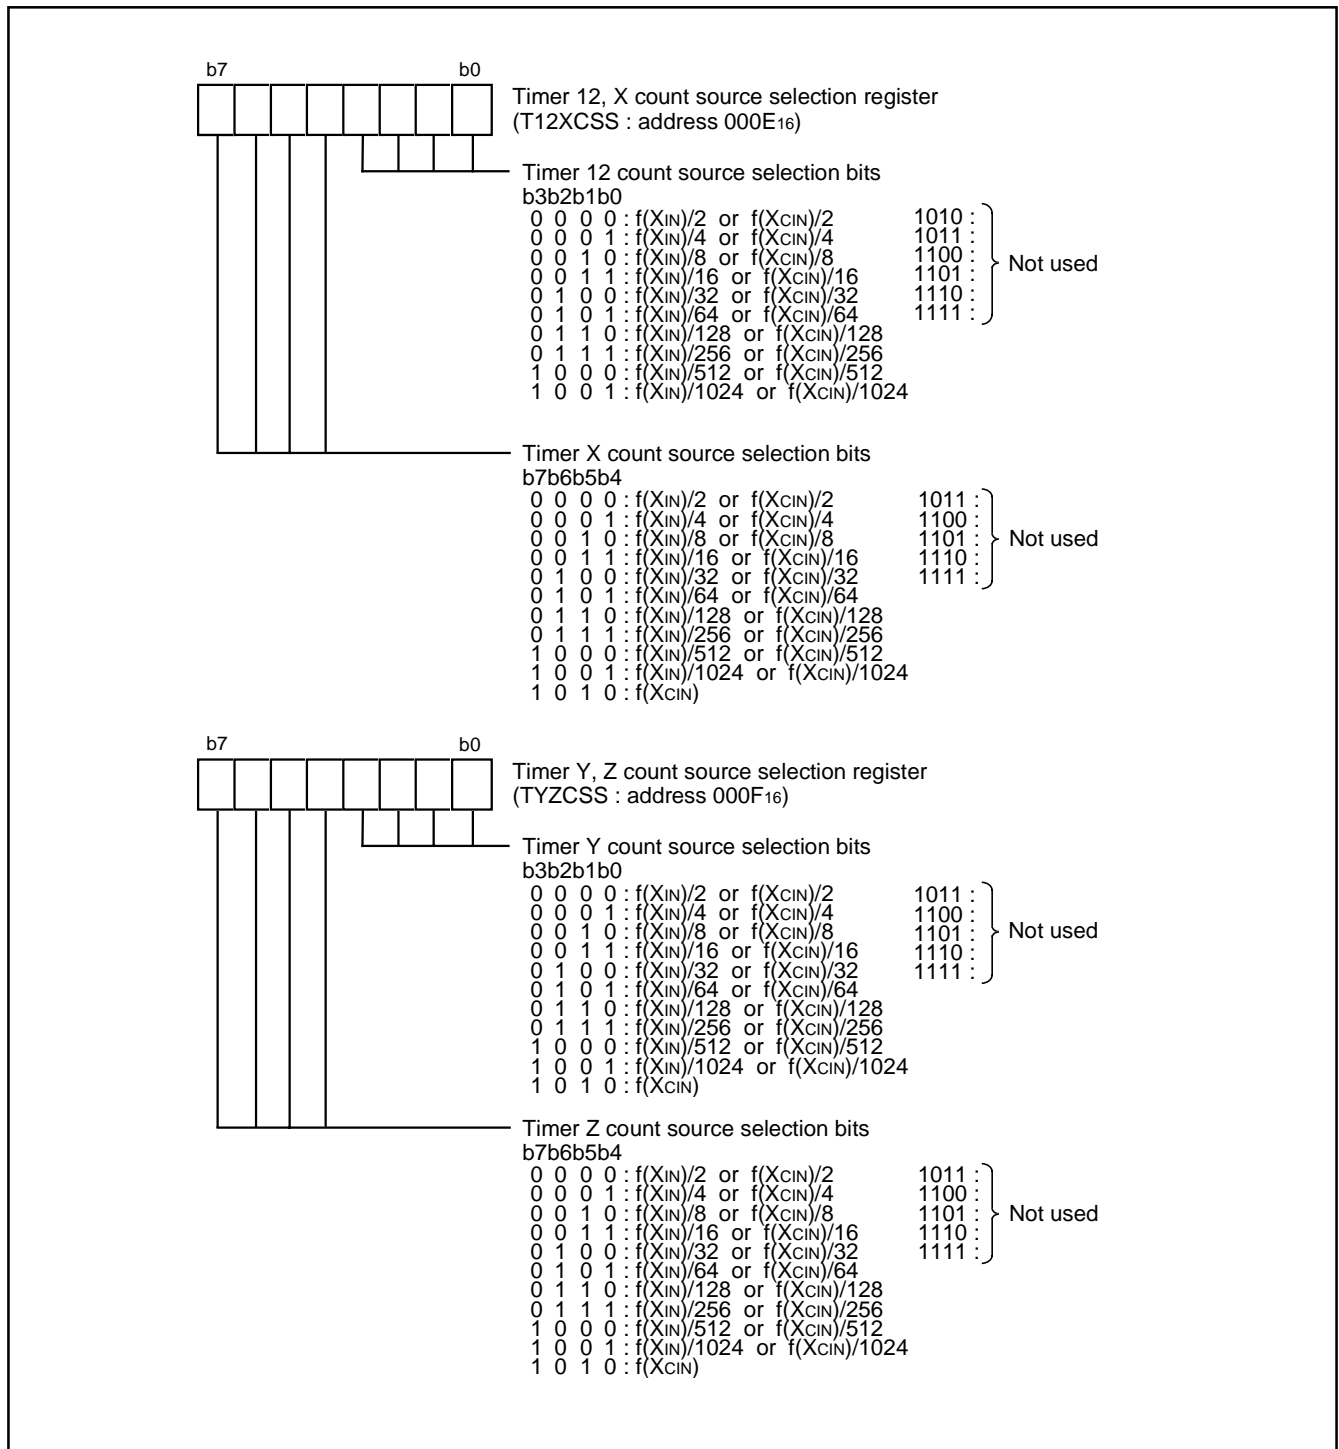 b7 b0
Timer 12, X count source selection register
(T12XCSS : address 000E16)
Timer 12 count source selection bits
b3b2b1b0
0 0 0 0 : f(XIN)/2 or f(XCIN)/2 1010 :
0 0 0 1 : f(XIN)/4 or f(XCIN)/4 1011 :
0 0 1 0 : f(XIN)/8 or f(XCIN)/8 1100 : Not used
0 0 1 1 : f(XIN)/16 or f(XCIN)/16 1101 :
0 1 0 0 : f(XIN)/32 or f(XCIN)/32 1110 :
0 1 0 1 : f(XIN)/64 or f(XCIN)/64 1111 :
0 1 1 0 : f(XIN)/128 or f(XCIN)/128
0 1 1 1 : f(XIN)/256 or f(XCIN)/256
1 0 0 0 : f(XIN)/512 or f(XCIN)/512
1 0 0 1 : f(XIN)/1024 or f(XCIN)/1024
Timer X count source selection bits
b7b6b5b4
0 0 0 0 : f(XIN)/2 or f(XCIN)/2 1011 :
0 0 0 1 : f(XIN)/4 or f(XCIN)/4 1100 :
0 0 1 0 : f(XIN)/8 or f(XCIN)/8 1101 : Not used
0 0 1 1 : f(XIN)/16 or f(XCIN)/16 1110 :
0 1 0 0 : f(XIN)/32 or f(XCIN)/32 1111 :
0 1 0 1 : f(XIN)/64 or f(XCIN)/64
0 1 1 0 : f(XIN)/128 or f(XCIN)/128
0 1 1 1 : f(XIN)/256 or f(XCIN)/256
1 0 0 0 : f(XIN)/512 or f(XCIN)/512
1 0 0 1 : f(XIN)/1024 or f(XCIN)/1024
1 0 1 0 : f(XCIN)
b7 b0
Timer Y, Z count source selection register
(TYZCSS : address 000F16)
Timer Y count source selection bits
b3b2b1b0
0 0 0 0 : f(XIN)/2 or f(XCIN)/2 1011 :
0 0 0 1 : f(XIN)/4 or f(XCIN)/4 1100 :
0 0 1 0 : f(XIN)/8 or f(XCIN)/8 1101 : Not used
0 0 1 1 : f(XIN)/16 or f(XCIN)/16 1110 :
0 1 0 0 : f(XIN)/32 or f(XCIN)/32 1111 :
0 1 0 1 : f(XIN)/64 or f(XCIN)/64
0 1 1 0 : f(XIN)/128 or f(XCIN)/128
0 1 1 1 : f(XIN)/256 or f(XCIN)/256
1 0 0 0 : f(XIN)/512 or f(XCIN)/512
1 0 0 1 : f(XIN)/1024 or f(XCIN)/1024
1 0 1 0 : f(XCIN)
Timer Z count source selection bits
b7b6b5b4
0 0 0 0 : f(XIN)/2 or f(XCIN)/2 1011 :
0 0 0 1 : f(XIN)/4 or f(XCIN)/4 1100 :
0 0 1 0 : f(XIN)/8 or f(XCIN)/8 1101 : Not used
0 0 1 1 : f(XIN)/16 or f(XCIN)/16 1110 :
0 1 0 0 : f(XIN)/32 or f(XCIN)/32 1111 :
0 1 0 1 : f(XIN)/64 or f(XCIN)/64
0 1 1 0 : f(XIN)/128 or f(XCIN)/128
0 1 1 1 : f(XIN)/256 or f(XCIN)/256
1 0 0 0 : f(XIN)/512 or f(XCIN)/512
1 0 0 1 : f(XIN)/1024 or f(XCIN)/1024
1 0 1 0 : f(XCIN)